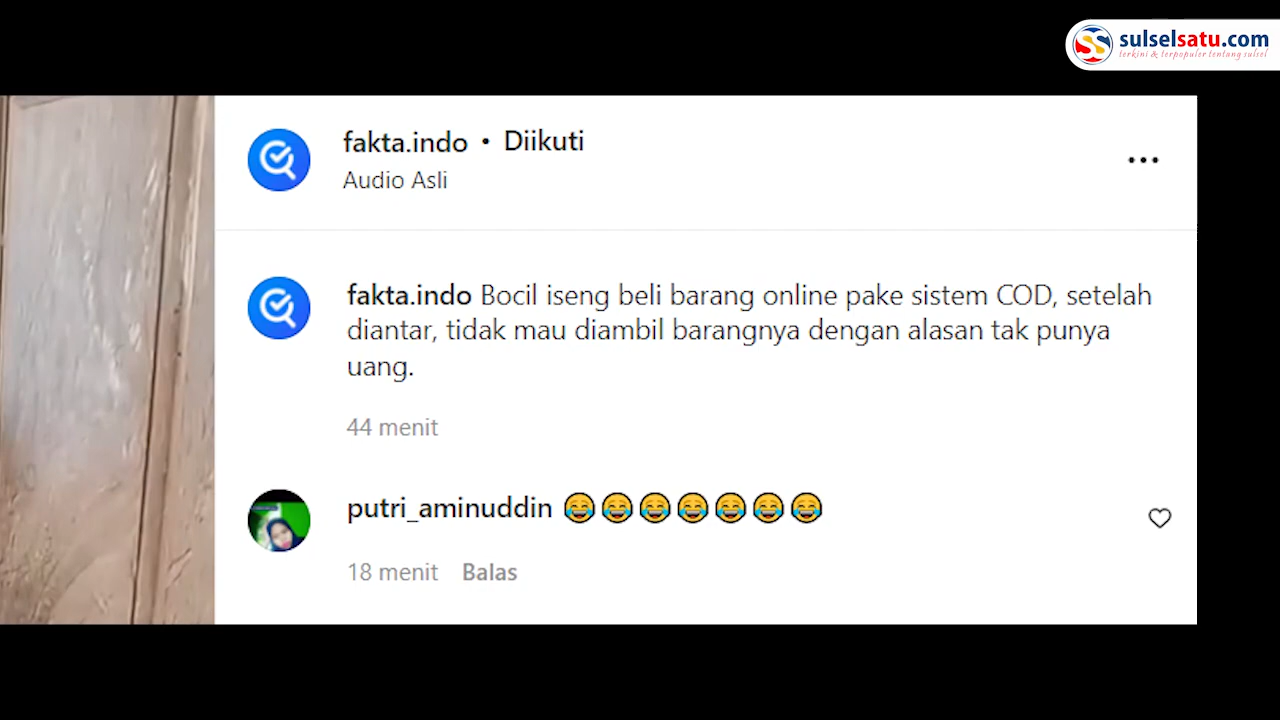 sulselsatu.com
terkini & terpopuler tentang sulsel
fakta.indo • Diikuti
Audio Asli
fakta.indo Bocil iseng beli barang online pake sistem COD, setelah
diantar, tidak mau diambil barangnya dengan alasan tak punya
uang.
44 menit
putri_aminuddin 😂😂😂😂😂😂😂
18 menit Balas